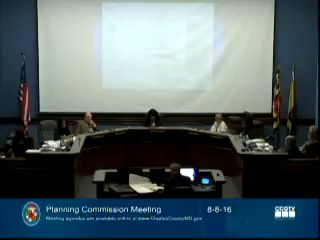 Planning Commission Meeting
8-8-16
Meeting agendas are available online at www.CharlesCountyMD.gov
CCGTV